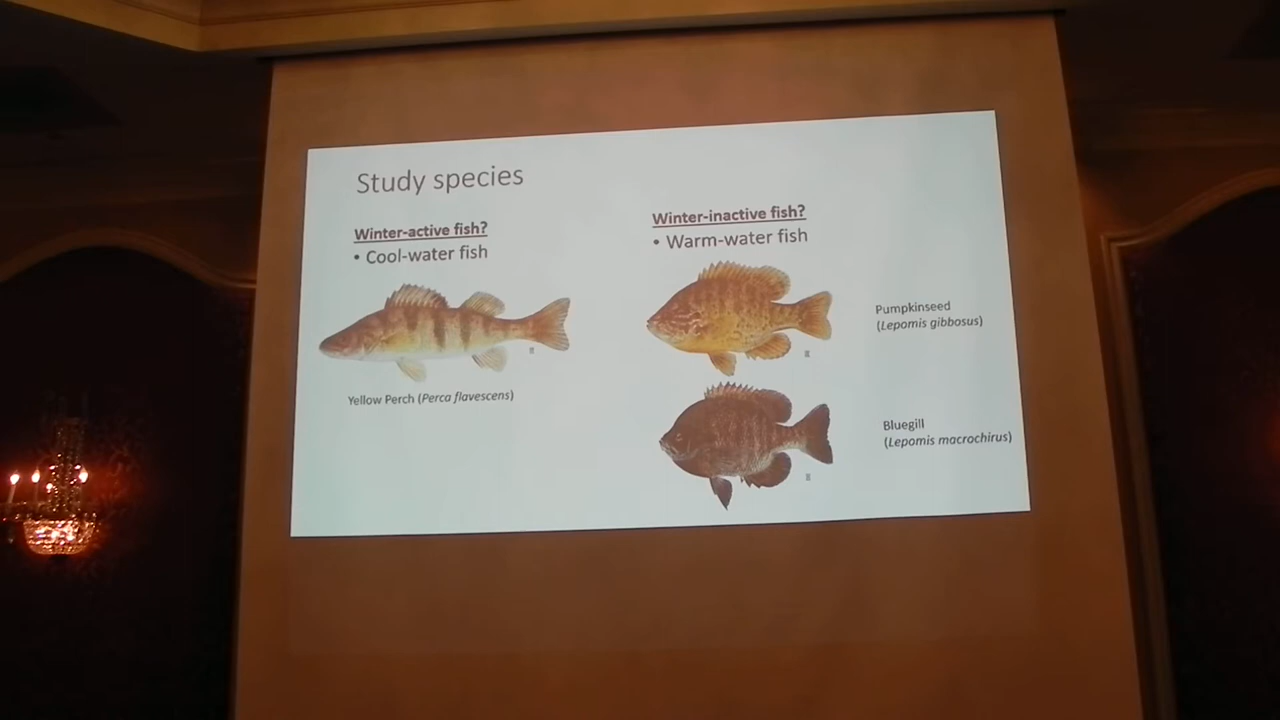 Study species
Winter-active fish?
• Cool-water fish
Yellow Perch (Perca flavescens)
Winter-inactive fish?
• Warm-water fish
Pumpkinseed
(Lepomis gibbosus)
Bluegill
(Lepomis macrochirus)